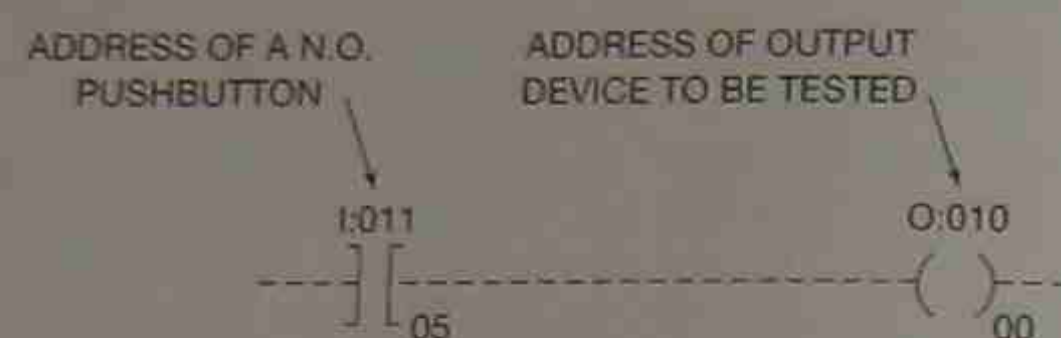 ADDRESS OF A N.O.
PUSHBUTTON
ADDRESS OF OUTPUT
DEVICE TO BE TESTED
I:011
O:010
05
00